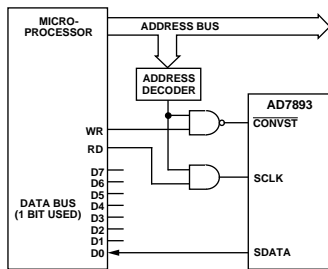 MICRO-
PROCESSOR
ADDRESS BUS
ADDRESS
DECODER
AD7893
WR
CONVST
RD
SCLK
D7
D6
D5
D4
D3
D2
D1
D0
DATA BUS
(1 BIT USED)
SDATA